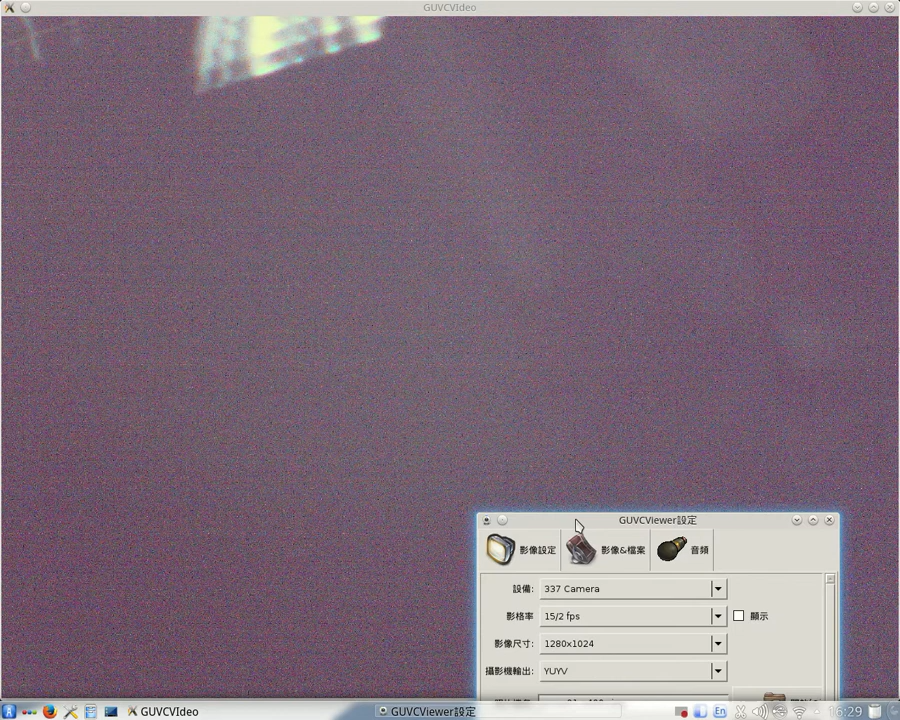 GUVCVIdeo
GUVCViewer設定
影像設定
影像&檔案
音頻
設備:
337 Camera
影格率
15/2 fps
顯示
影像尺寸:
1280x1024
攝影機輸出:
YUYV
GUVCVIdeo
GUVCViewer設定
En
16:29